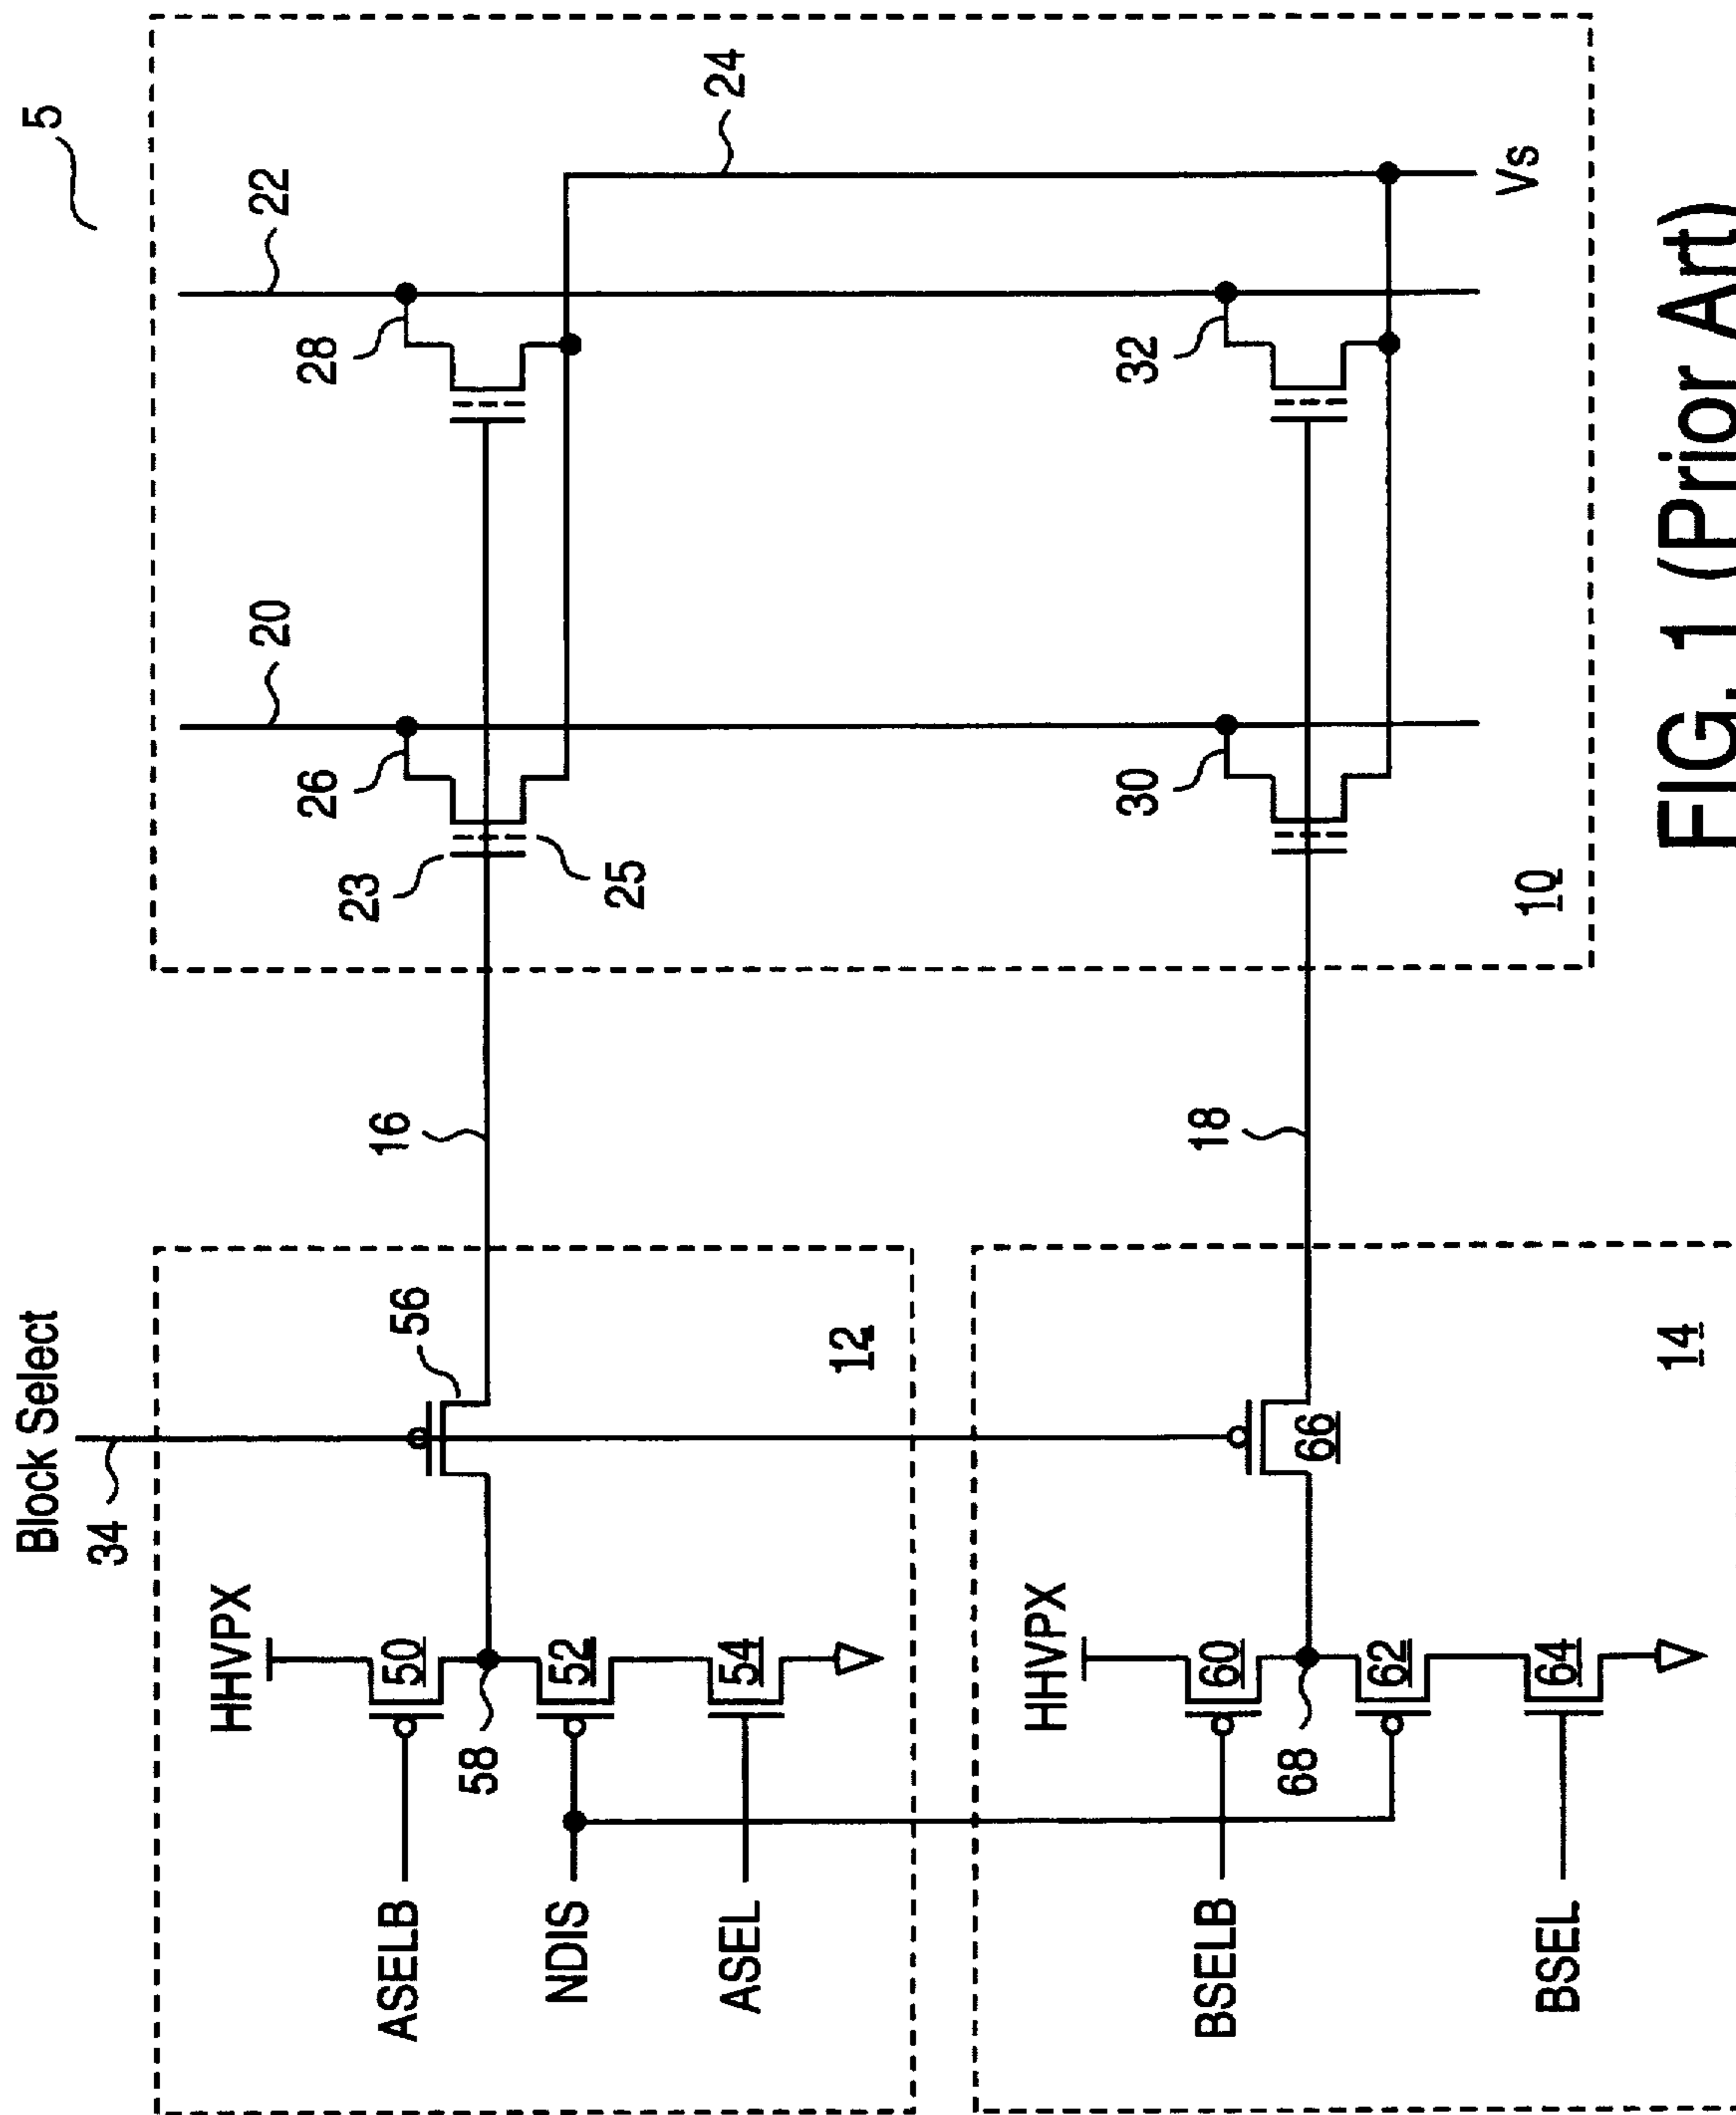 Block Select
5
34
HHVPX
56
16
22
24
20
28
26
23
25
ASELB
50
58
52
NDIS
54
ASEL
12
HHVPX
18
30
32
Vs
BSELB
60
66
68
62
64
BSEL
14
10
FIG. 1 (Prior Art)